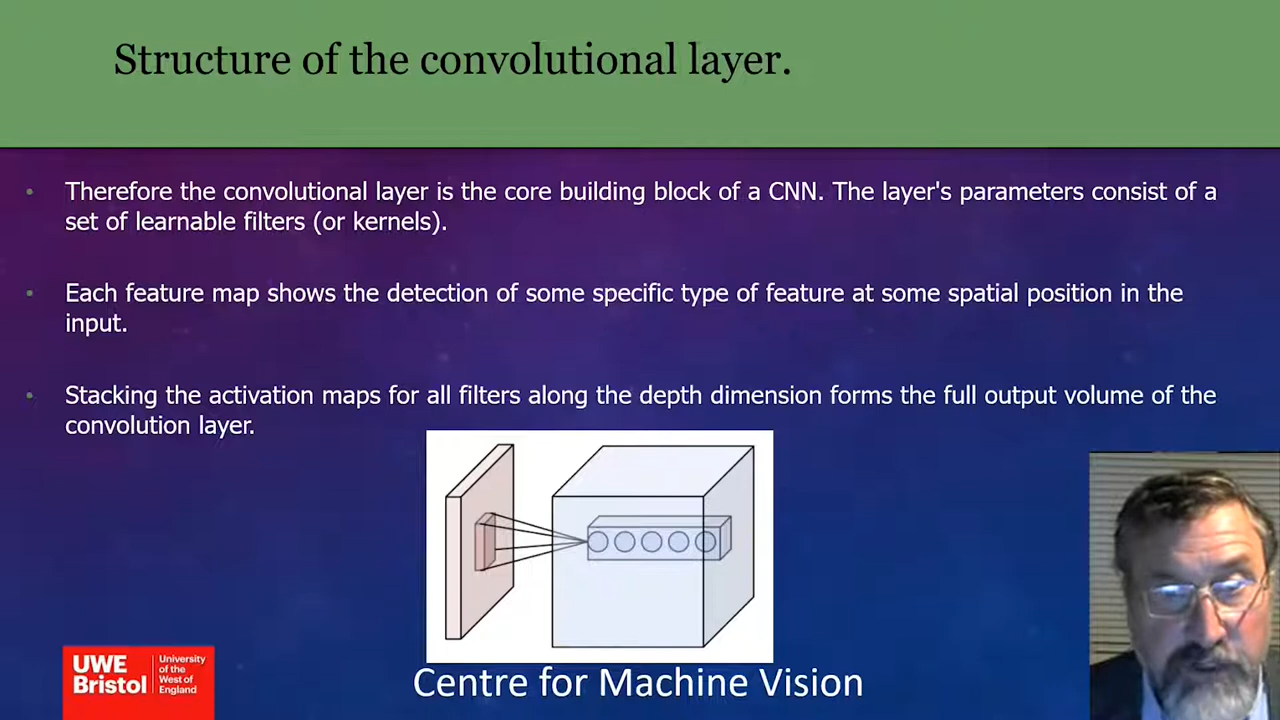 Structure of the convolutional layer.
• Therefore the convolutional layer is the core building block of a CNN. The layer's parameters consist of a
set of learnable filters (or kernels).
• Each feature map shows the detection of some specific type of feature at some spatial position in the
input.
• Stacking the activation maps for all filters along the depth dimension forms the full output volume of the
convolution layer.
UWE
Bristol
University
of the
West of
England
Centre for Machine Vision